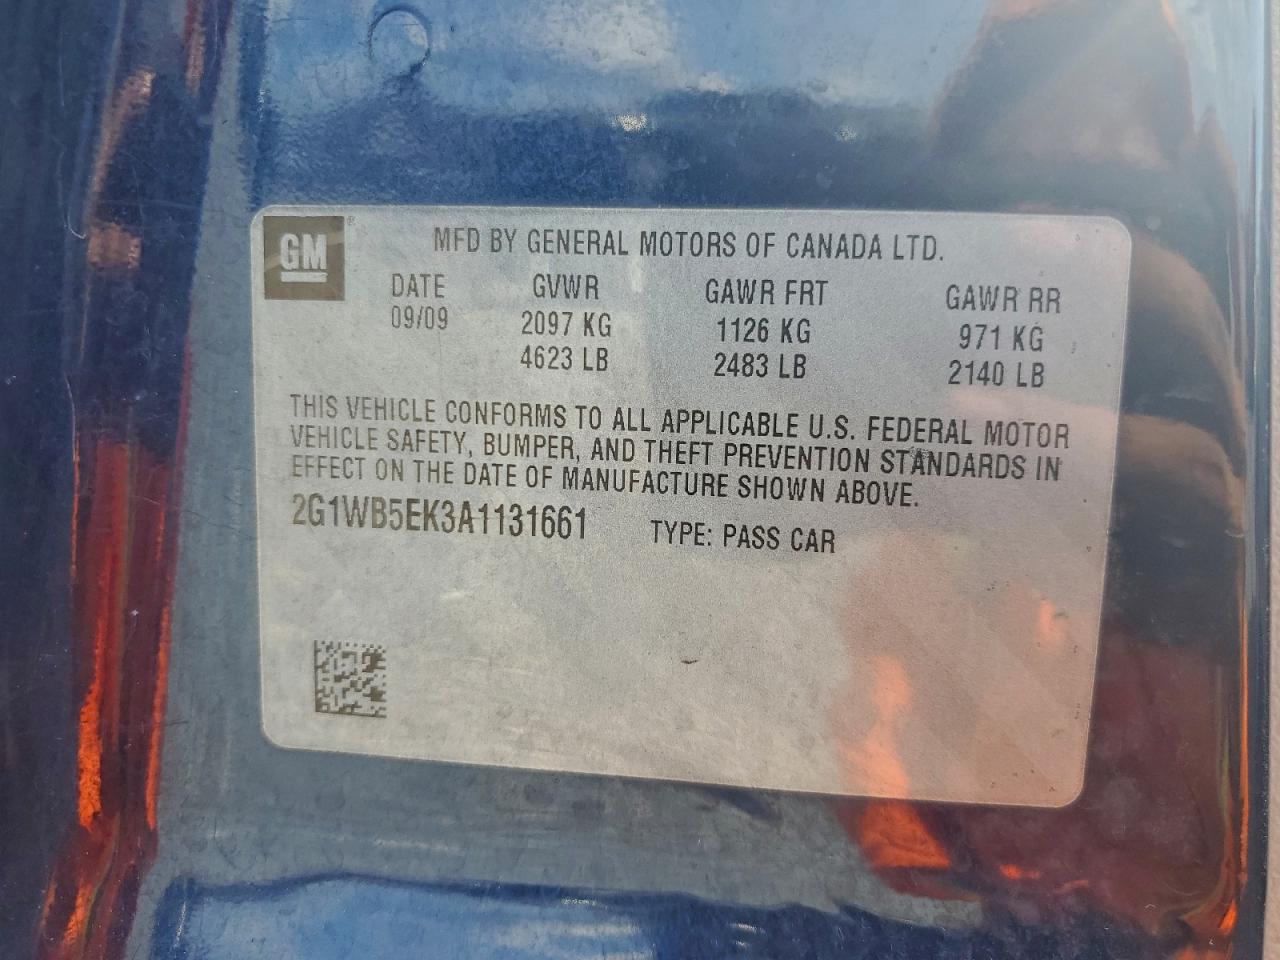 GM
MFD BY GENERAL MOTORS OF CANADA LTD.
DATE GVWR GAWR FRT GAWR RR
09/09 2097 KG 1126 KG 971 KG
4623 LB 2483 LB 2140 LB
THIS VEHICLE CONFORMS TO ALL APPLICABLE U.S. FEDERAL MOTOR
VEHICLE SAFETY, BUMPER, AND THEFT PREVENTION STANDARDS IN
EFFECT ON THE DATE OF MANUFACTURE SHOWN ABOVE.
2G1WB5EK3A1131661 TYPE: PASS CAR